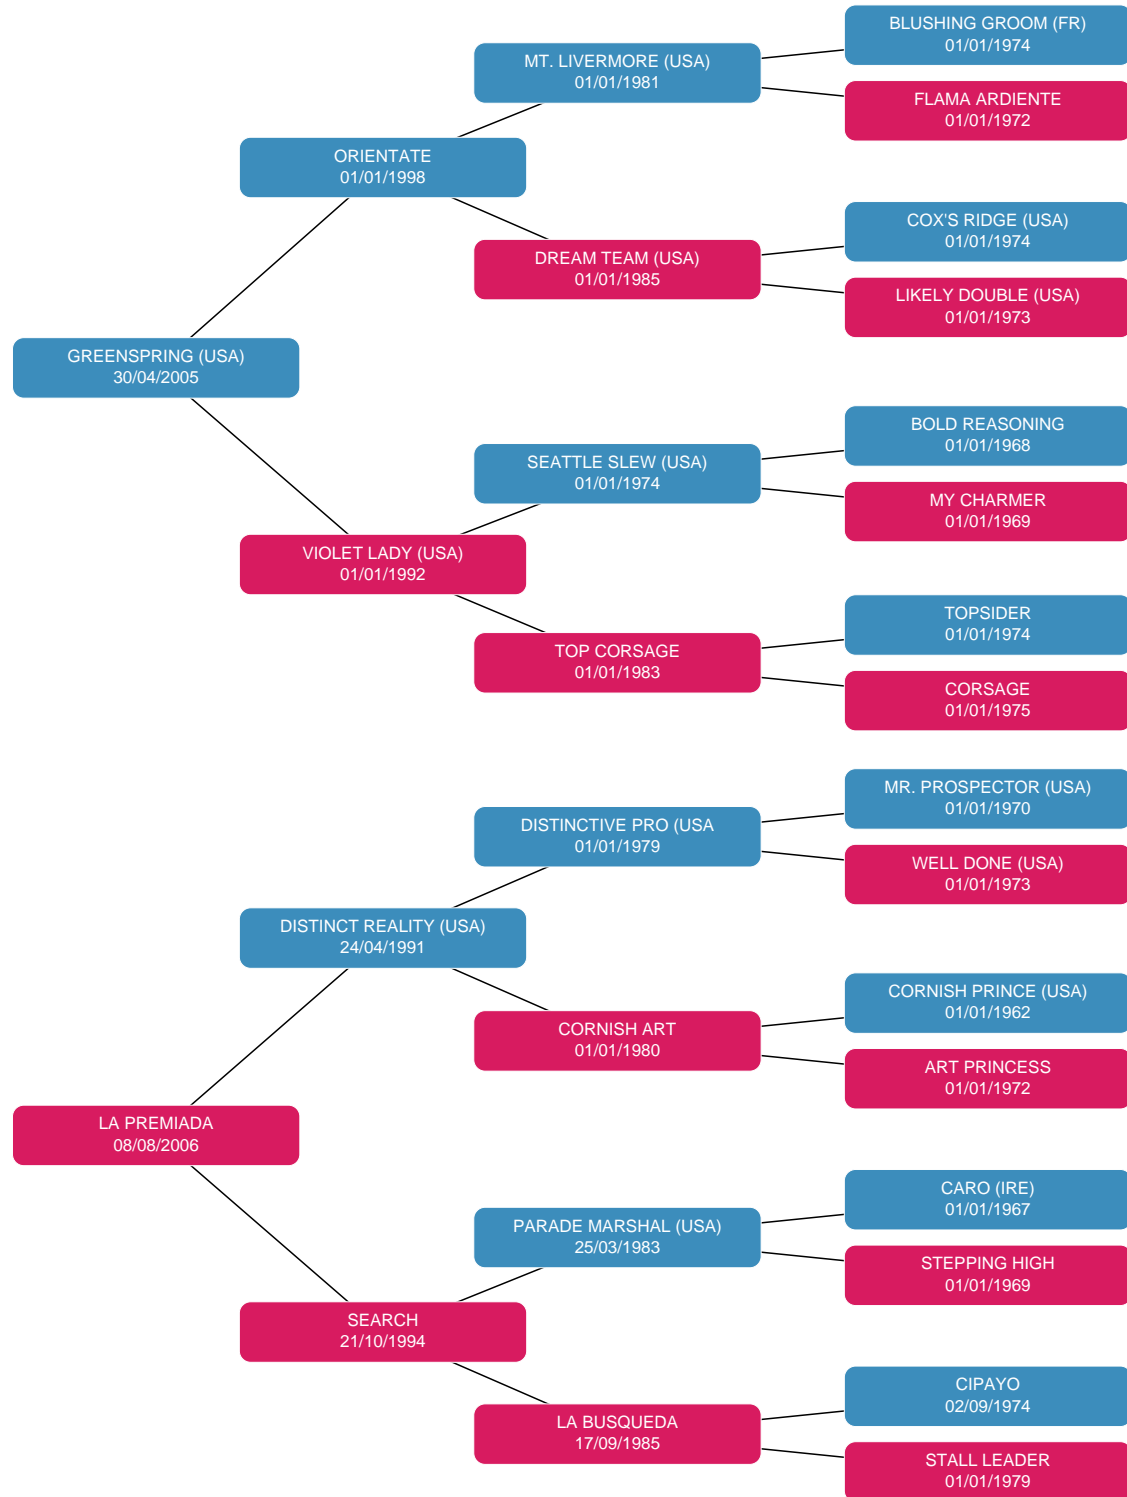 BLUSHING GROOM (FR)
01/01/1974
MT. LIVERMORE (USA)
01/01/1981
FLAMA ARDIENTE
01/01/1972
ORIENTATE
01/01/1998
COX'S RIDGE (USA)
01/01/1974
DREAM TEAM (USA)
01/01/1985
LIKELY DOUBLE (USA)
01/01/1973
GREENSPRING (USA)
30/04/2005
BOLD REASONING
01/01/1968
SEATTLE SLEW (USA)
01/01/1974
MY CHARMER
01/01/1969
VIOLET LADY (USA)
01/01/1992
TOPSIDER
01/01/1974
TOP CORSAGE
01/01/1983
CORSAGE
01/01/1975
MR. PROSPECTOR (USA)
01/01/1970
DISTINCTIVE PRO (USA
01/01/1979
WELL DONE (USA)
01/01/1973
DISTINCT REALITY (USA)
24/04/1991
CORNISH PRINCE (USA)
01/01/1962
CORNISH ART
01/01/1980
ART PRINCESS
01/01/1972
LA PREMIADA
08/08/2006
CARO (IRE)
01/01/1967
PARADE MARSHAL (USA)
25/03/1983
STEPPING HIGH
01/01/1969
SEARCH
21/10/1994
CIPAYO
02/09/1974
LA BUSQUEDA
17/09/1985
STALL LEADER
01/01/1979